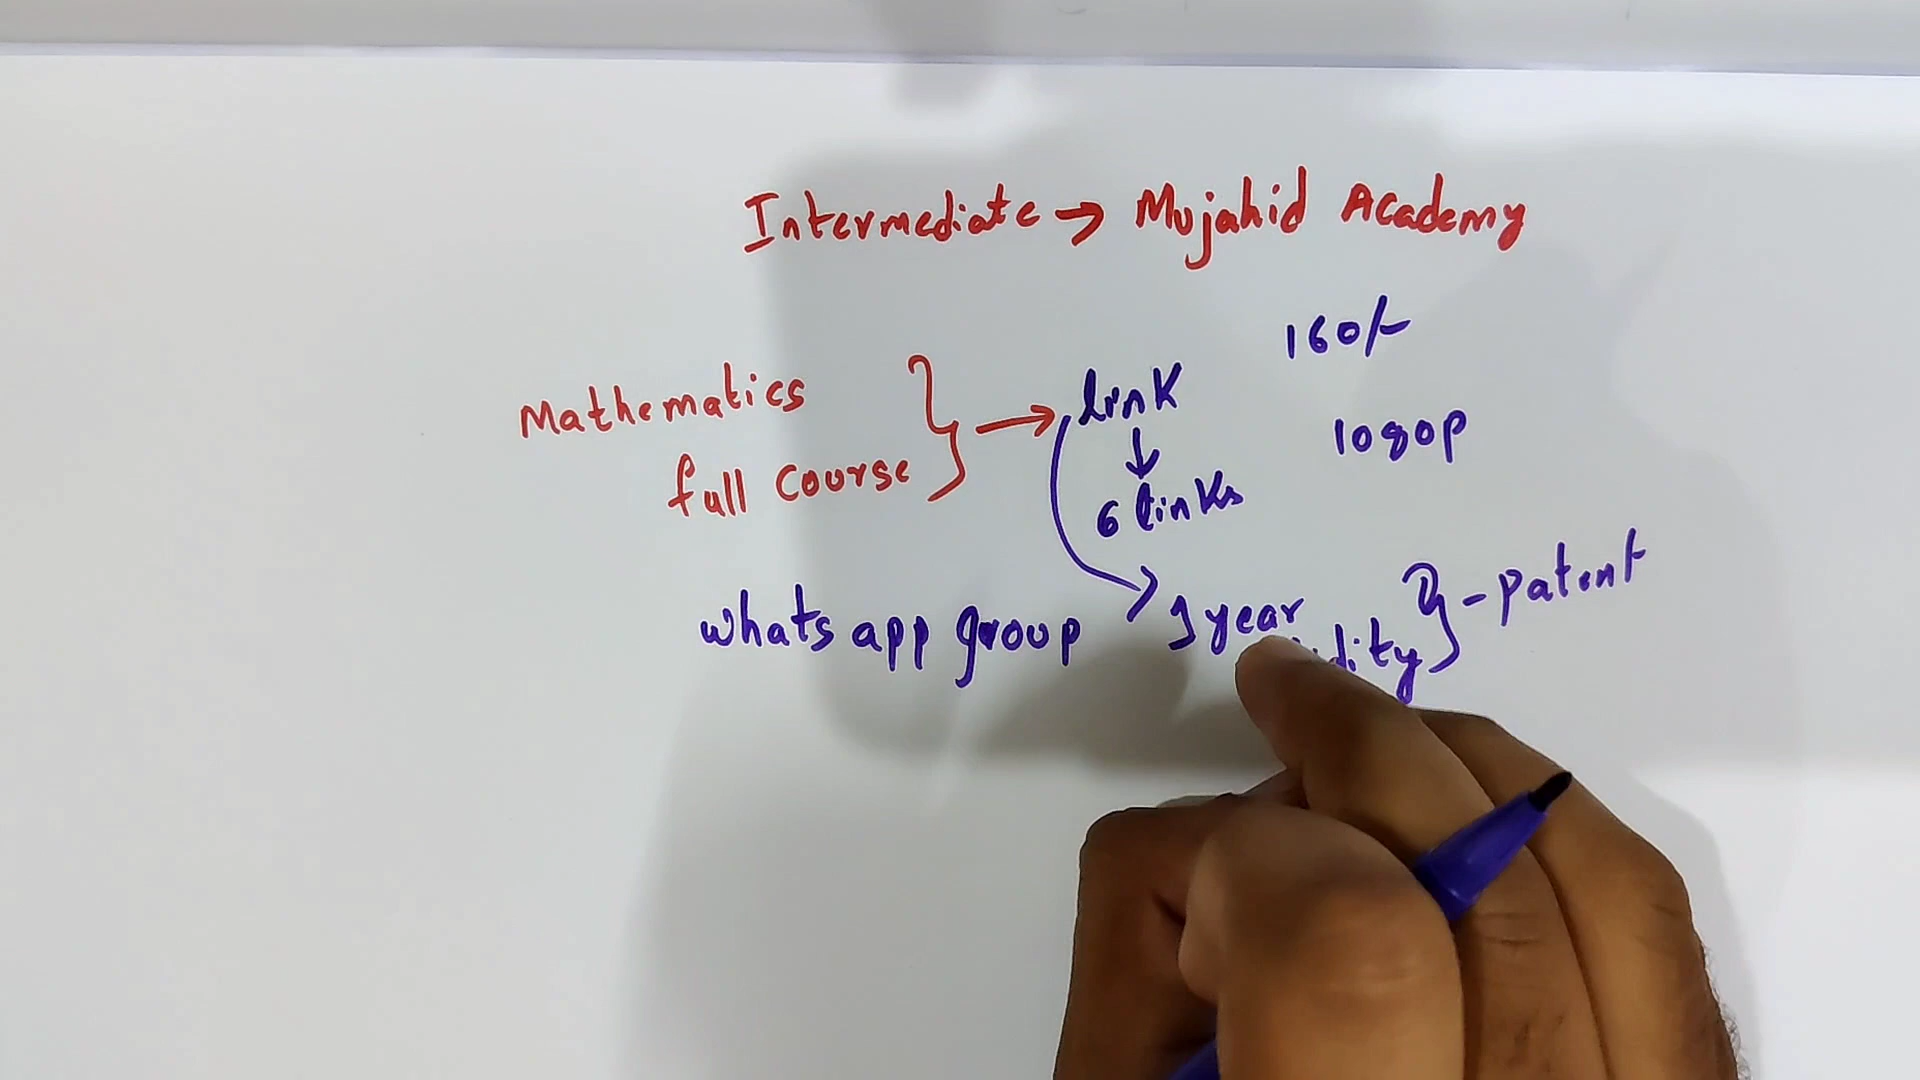 Intermediate → Mujahid Academy
160/-
Mathematics
full course
link
1080p
6 links
whats app group
1 year
- patent